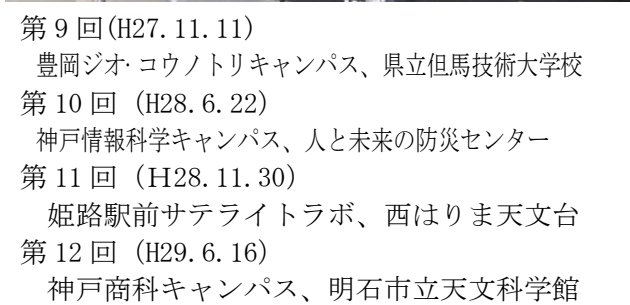 第９回(H27.11.11)
豊岡ジオ･コウノトリキャンパス、県立但馬技術大学校
第 10 回（H28.6.22)
神戸情報科学キャンパス、人と未来の防災センター
第 11 回（Ｈ28.11.30)
姫路駅前サテライトラボ、西はりま天文台
第 12 回（H29.6.16)
神戸商科キャンパス、明石市立天文科学館